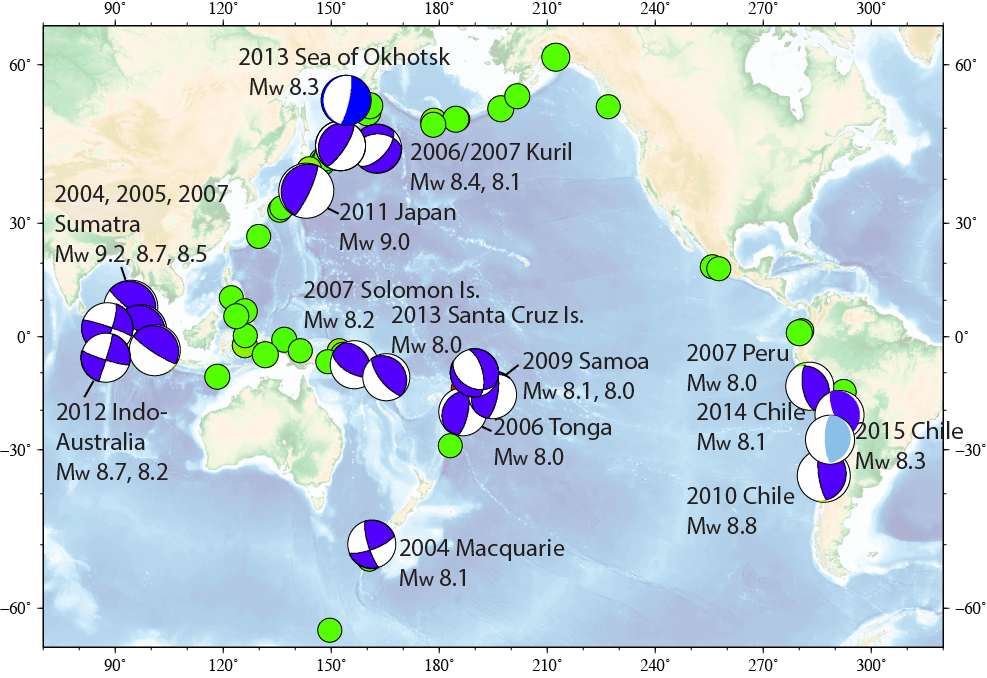 90° 120° 150° 180° 210° 240° 270° 300°
60° 60°
2013 Sea of Okhotsk
Mw 8.3
2006/2007 Kuril
Mw 8.4, 8.1
2004, 2005, 2007
Sumatra
Mw 9.2, 8.7, 8.5
2011 Japan
Mw 9.0
30° 30°
2007 Solomon Is.
Mw 8.2
2013 Santa Cruz Is.
Mw 8.0
0° 0°
2009 Samoa
Mw 8.1, 8.0
2007 Peru
Mw 8.0
2012 Indo-
Australia
Mw 8.7, 8.2
2006 Tonga
Mw 8.0
2014 Chile
Mw 8.1
2015 Chile
Mw 8.3
−30° −30°
2010 Chile
Mw 8.8
2004 Macquarie
Mw 8.1
−60° −60°
90° 120° 150° 180° 210° 240° 270° 300°